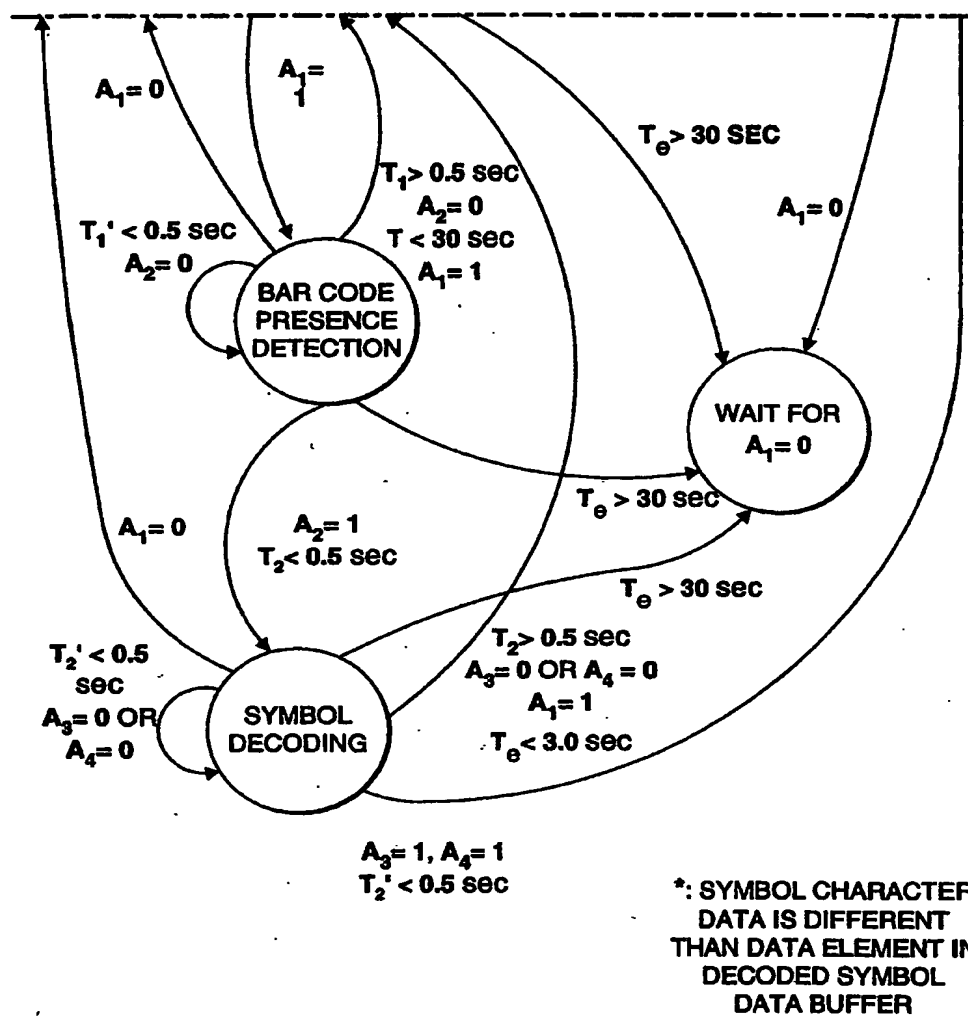 A₁= 0
A₁=
1
Tₑ> 30 SEC
A₁= 0
T₁> 0.5 sec
A₂= 0
T < 30 sec
A₁= 1
T₁' < 0.5 sec
A₂= 0
BAR CODE
PRESENCE
DETECTION
WAIT FOR
A₁= 0
Tₑ > 30 sec
A₁= 0
A₂= 1
T₂< 0.5 sec
Tₑ > 30 sec
T₂' < 0.5
sec
A₃= 0 OR
A₄= 0
SYMBOL
DECODING
T₂> 0.5 sec
A₃= 0 OR A₄ = 0
A₁= 1
Tₑ< 3.0 sec
A₃= 1, A₄= 1
T₂' < 0.5 sec
*: SYMBOL CHARACTER
DATA IS DIFFERENT
THAN DATA ELEMENT IN
DECODED SYMBOL
DATA BUFFER